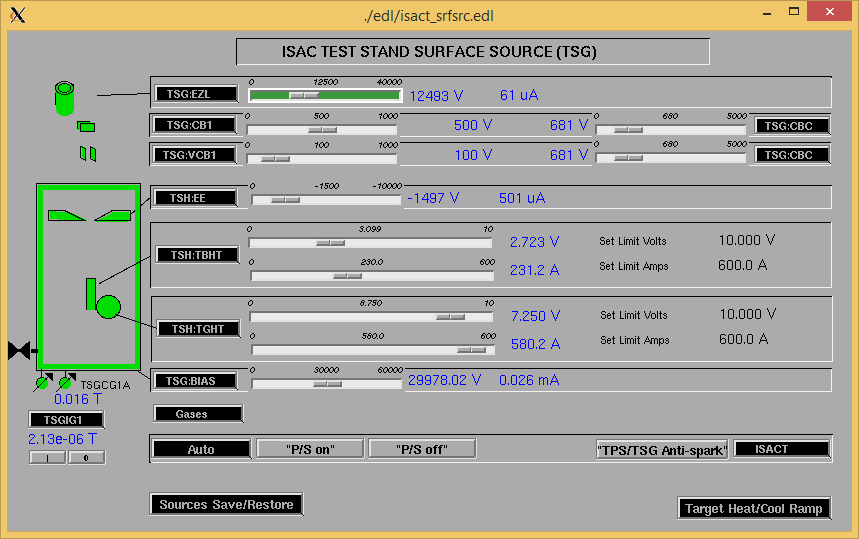 ./edl/isact_srfsrc.edl
ISAC TEST STAND SURFACE SOURCE (TSG)
0 12500 40000
TSG:EZL 12493 V 61 uA
0 500 1000 0 680 5000
TSG:CB1 500 V 681 V TSG:CBC
0 100 1000 0 680 5000
TSG:VCB1 100 V 681 V TSG:CBC
0 -1500 -10000
TSH:EE -1497 V 501 uA
0 3.099 10
2.723 V Set Limit Volts 10.000 V
TSH:TBHT
0 230.0 600
231.2 A Set Limit Amps 600.0 A
0 8.750 10
7.250 V Set Limit Volts 10.000 V
TSH:TGHT
0 580.0 600
580.2 A Set Limit Amps 600.0 A
0 30000 60000
TSG:BIAS 29978.02 V 0.026 mA
TSGCG1A
0.016 T
Gases
TSGIG1
2.13e-06 T
| 0
Auto "P/S on" "P/S off" "TPS/TSG Anti-spark" ISACT
Sources Save/Restore Target Heat/Cool Ramp